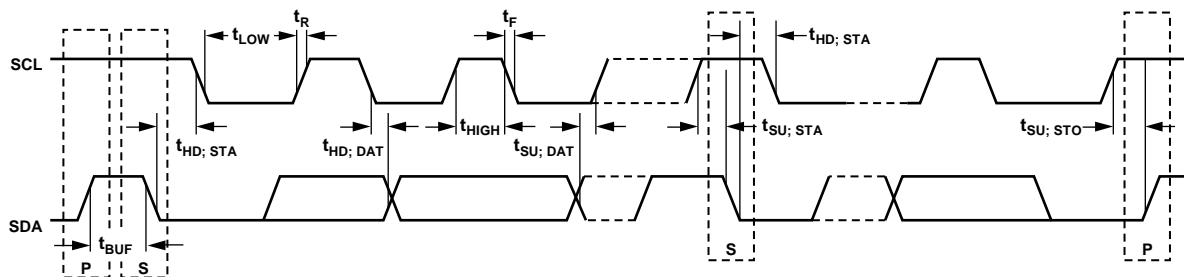 tR
tF
tLOW
tHD; STA
SCL
tHD; STA
tHD; DAT
tHIGH
tSU; DAT
tSU; STA
tSU; STO
SDA
tBUF
P
S
S
P